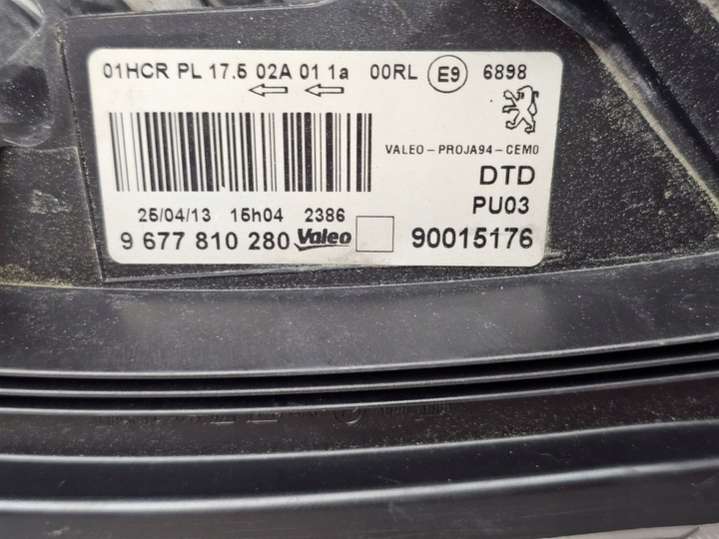 01HCR PL 17.5 02A 01 1a 00RL E9 6898
VALEO-PROJA94-CEM0
DTD
PU03
25/04/13 15h04 2386
9 677 810 280 Valeo 90015176